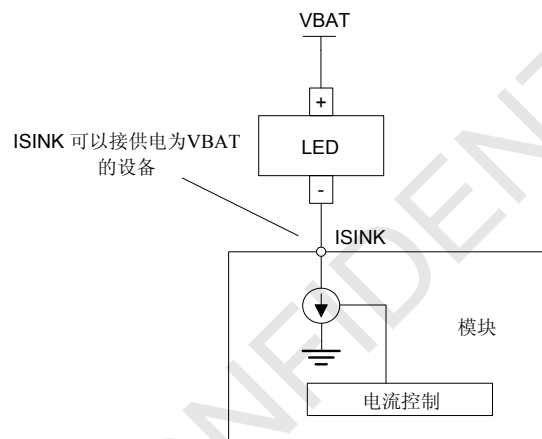 VBAT
+
ISINK 可以接供电为VBAT
的设备
LED
-
ISINK
模块
电流控制
CONFIDENT